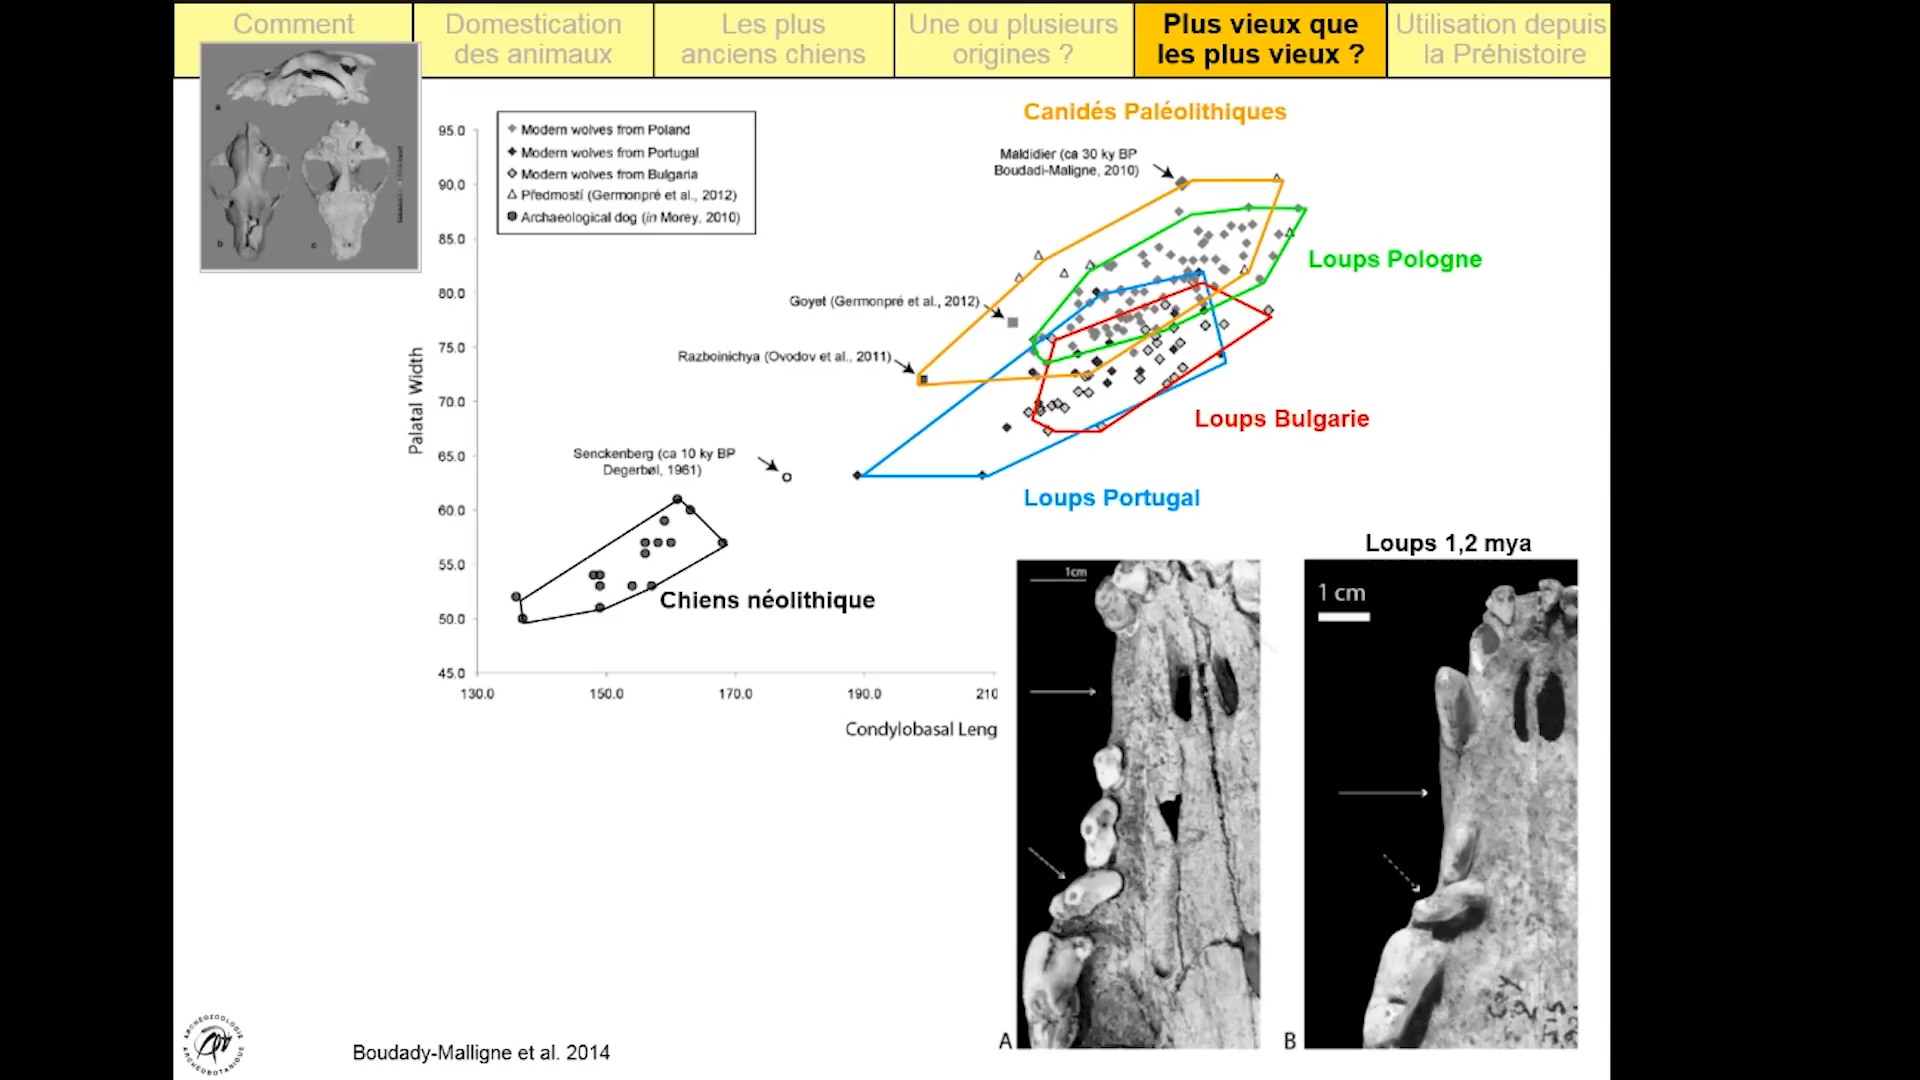 Comment
Domestication
des animaux
Les plus
anciens chiens
Une ou plusieurs
origines ?
Plus vieux que
les plus vieux ?
Utilisation depuis
la Préhistoire
a
b
c
Modern wolves from Poland
Modern wolves from Portugal
Modern wolves from Bulgaria
Předmostí (Germonpré et al., 2012)
Archaeological dog (in Morey, 2010)
Canidés Paléolithiques
Maldidier (ca 30 ky BP
Boudadi-Maligne, 2010)
Loups Pologne
Goyet (Germonpré et al., 2012)
Razboinichya (Ovodov et al., 2011)
Loups Bulgarie
Senckenberg (ca 10 ky BP
Degerbøl, 1961)
Loups Portugal
Chiens néolithique
Palatal Width
95.0
90.0
85.0
80.0
75.0
70.0
65.0
60.0
55.0
50.0
45.0
130.0 150.0 170.0 190.0 210
Condylobasal Leng
Loups 1,2 mya
1cm
1 cm
A
B
ARCHÉOZOOLOGIE
ARCHÉOBOTANIQUE
Boudady-Malligne et al. 2014